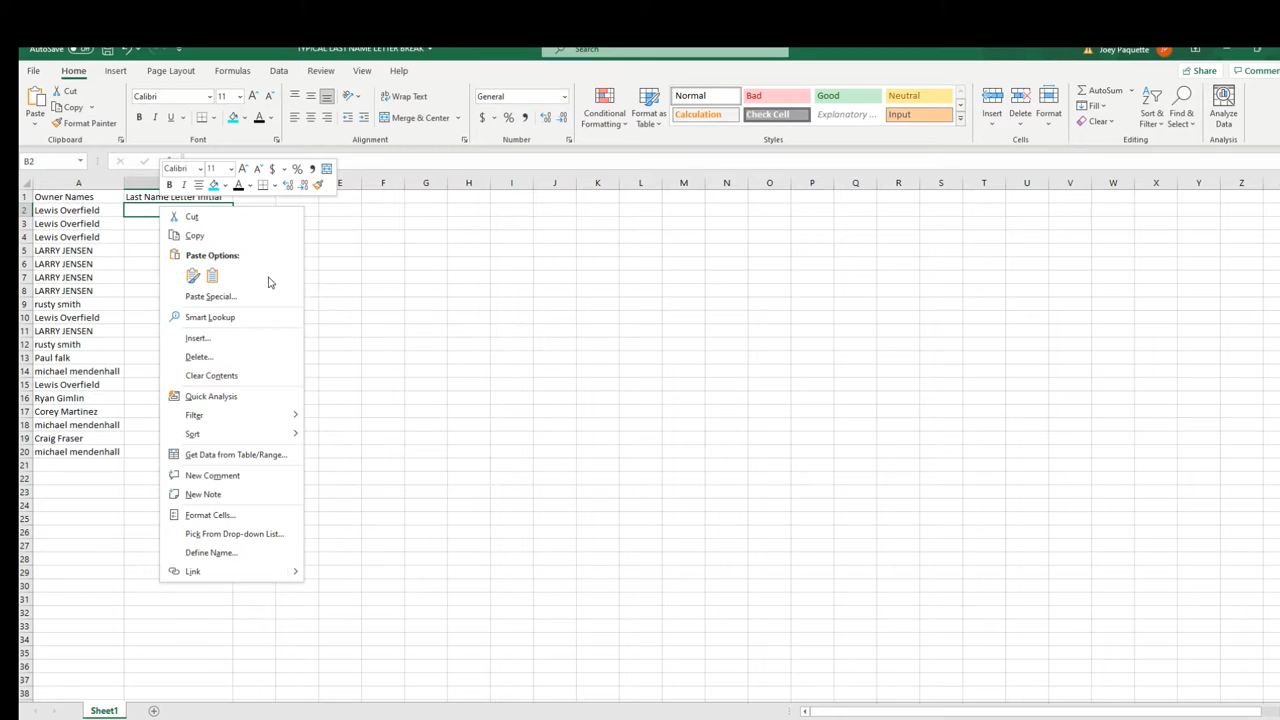 AutoSave Off TYPICAL LAST NAME LETTER BREAK Search Joey Paquette
File Home Insert Page Layout Formulas Data Review View Help Share Commen
Paste
Cut
Copy
Format Painter
Clipboard
Calibri 11
B I U
Font
Wrap Text
Merge & Center
Alignment
General
$ % ,
Number
Conditional Formatting
Format as Table
Normal Bad Good Neutral
Calculation Check Cell Explanatory ... Input
Styles
Insert Delete Format
Cells
AutoSum
Fill
Clear
Sort & Filter
Find & Select
Editing
Analyze Data
Analysis
B2
Calibri 11 $ % ,
B I A
A E F G H I J K L M N O P Q R S T U V W X Y Z
1 Owner Names Last Name Letter Initial
2 Lewis Overfield
3 Lewis Overfield
4 Lewis Overfield
5 LARRY JENSEN
6 LARRY JENSEN
7 LARRY JENSEN
8 LARRY JENSEN
9 rusty smith
10 Lewis Overfield
11 LARRY JENSEN
12 rusty smith
13 Paul falk
14 michael mendenhall
15 Lewis Overfield
16 Ryan Gimlin
17 Corey Martinez
18 michael mendenhall
19 Craig Fraser
20 michael mendenhall
21
22
23
24
25
26
27
28
29
30
31
32
33
34
35
36
37
38
Cut
Copy
Paste Options:
Paste Special...
Smart Lookup
Insert...
Delete...
Clear Contents
Quick Analysis
Filter
Sort
Get Data from Table/Range...
New Comment
New Note
Format Cells...
Pick From Drop-down List...
Define Name...
Link
Sheet1